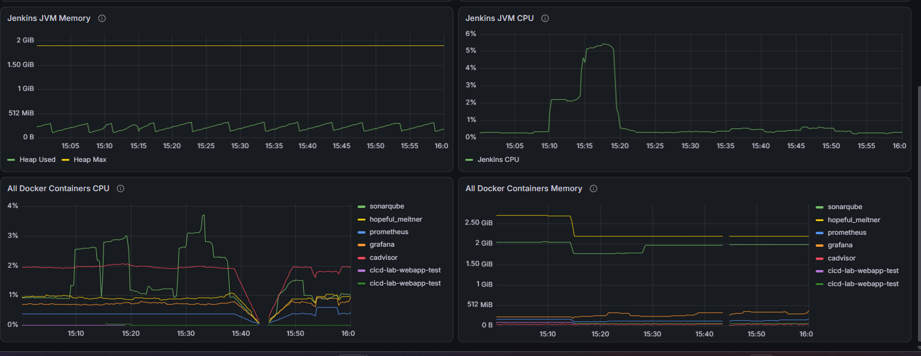 Jenkins JVM Memory
2 GiB
1.50 GiB
1 GiB
512 MiB
0 B
15:05 15:10 15:15 15:20 15:25 15:30 15:35 15:40 15:45 15:50 15:55 16:0
Heap Used Heap Max
Jenkins JVM CPU
6%
5%
4%
3%
2%
1%
0%
15:05 15:10 15:15 15:20 15:25 15:30 15:35 15:40 15:45 15:50 15:55 16:0
Jenkins CPU
All Docker Containers CPU
4%
3%
2%
1%
0%
15:10 15:20 15:30 15:40 15:50 16:0
sonarqube
hopeful_meitner
prometheus
grafana
cadvisor
cicd-lab-webapp-test
cicd-lab-webapp-test
All Docker Containers Memory
2.50 GiB
2 GiB
1.50 GiB
1 GiB
512 MiB
0 B
15:10 15:20 15:30 15:40 15:50 16:0
sonarqube
hopeful_meitner
prometheus
grafana
cadvisor
cicd-lab-webapp-test
cicd-lab-webapp-test